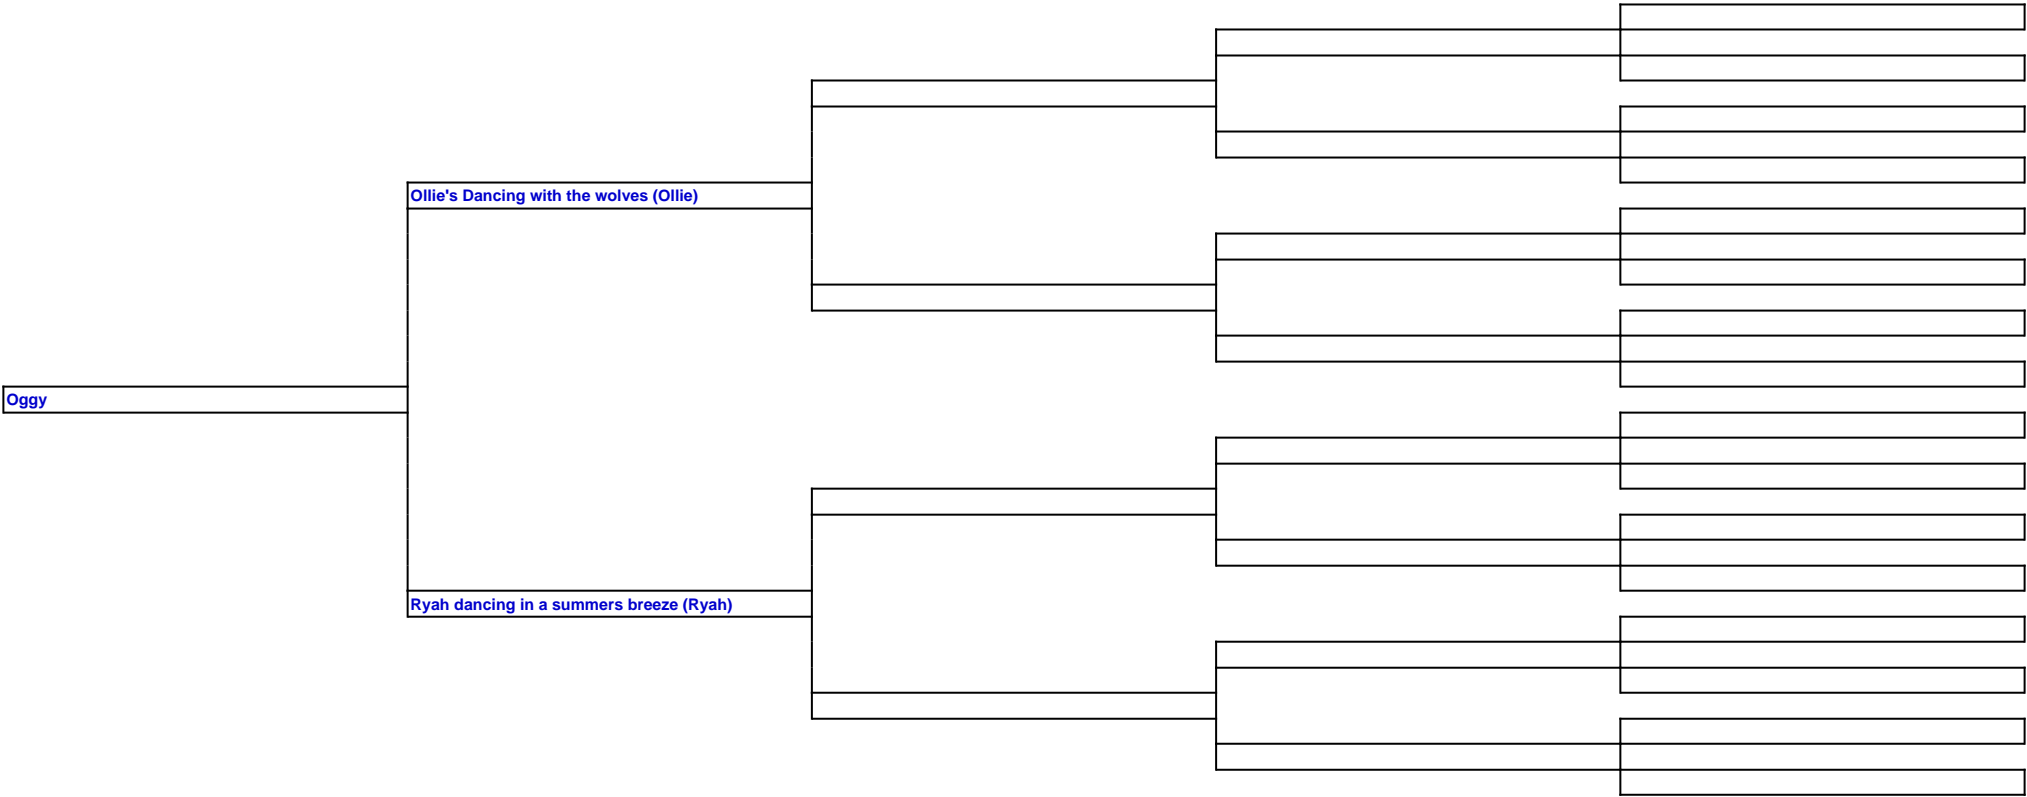 Ollie's Dancing with the wolves (Ollie)
Oggy
Ryah dancing in a summers breeze (Ryah)